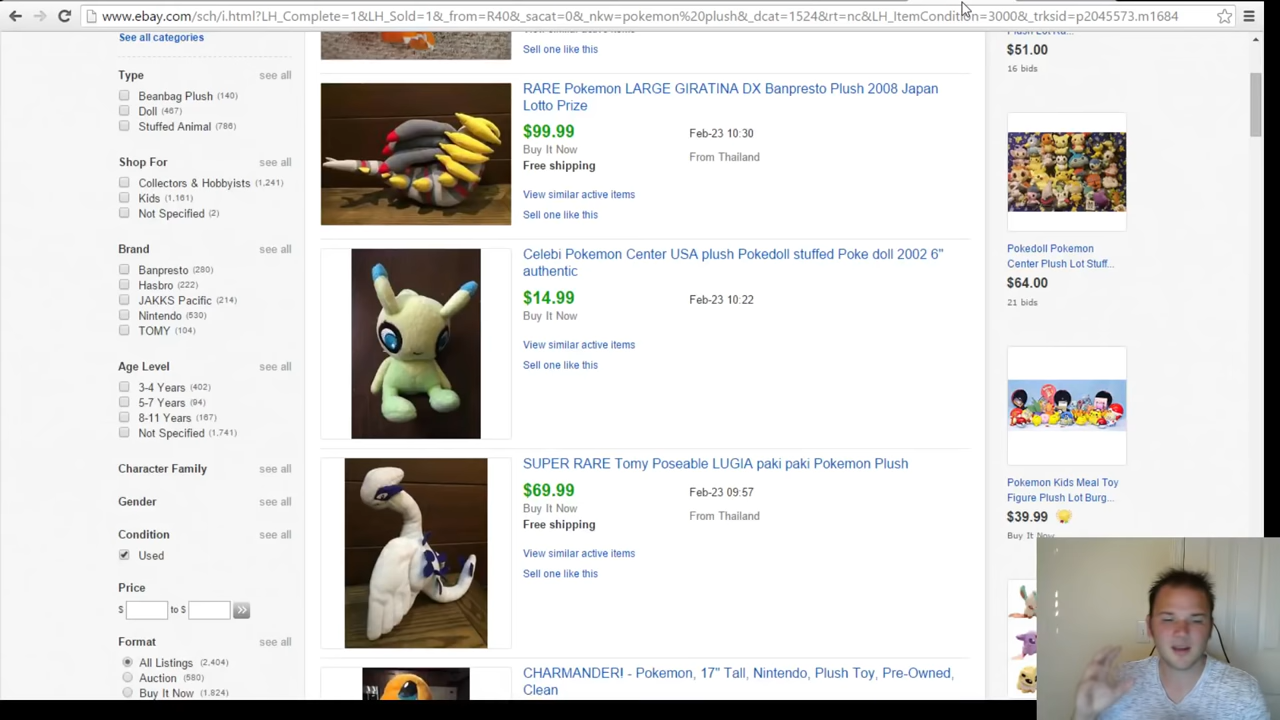 www.ebay.com/sch/i.html?LH_Complete=1&LH_Sold=1&_from=R40&_sacat=0&_nkw=pokemon%20plush&_dcat=1524&rt=nc&LH_ItemCondition=3000&_trksid=p2045573.m1684
See all categories
Type see all
Beanbag Plush (140)
Doll (467)
Stuffed Animal (786)
Shop For see all
Collectors & Hobbyists (1,241)
Kids (1,161)
Not Specified (2)
Brand see all
Banpresto (280)
Hasbro (222)
JAKKS Pacific (214)
Nintendo (530)
TOMY (104)
Age Level see all
3-4 Years (402)
5-7 Years (94)
8-11 Years (167)
Not Specified (1,741)
Character Family see all
Gender see all
Condition see all
Used
Price
$ to $
Format see all
All Listings (2,404)
Auction (580)
Buy It Now (1,824)
Sell one like this
RARE Pokemon LARGE GIRATINA DX Banpresto Plush 2008 Japan
Lotto Prize
$99.99 Feb-23 10:30
Buy It Now
From Thailand
Free shipping
View similar active items
Sell one like this
Celebi Pokemon Center USA plush Pokedoll stuffed Poke doll 2002 6"
authentic
$14.99 Feb-23 10:22
Buy It Now
View similar active items
Sell one like this
SUPER RARE Tomy Poseable LUGIA paki paki Pokemon Plush
$69.99 Feb-23 09:57
Buy It Now
From Thailand
Free shipping
View similar active items
Sell one like this
CHARMANDER! - Pokemon, 17" Tall, Nintendo, Plush Toy, Pre-Owned,
Clean
$51.00
16 bids
Pokedoll Pokemon
Center Plush Lot Stuff...
$64.00
21 bids
Pokemon Kids Meal Toy
Figure Plush Lot Burg...
$39.99
Buy It Now